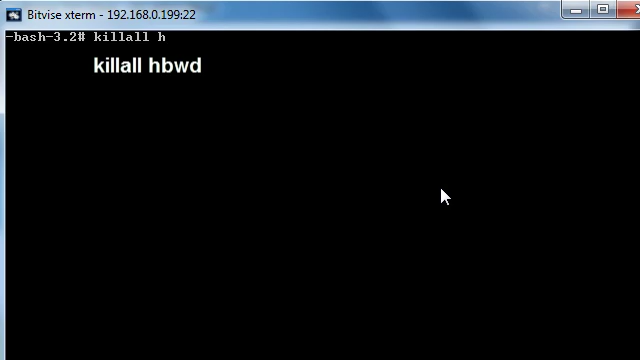 Bitvise xterm - 192.168.0.199:22
-bash-3.2# killall h
killall hbwd